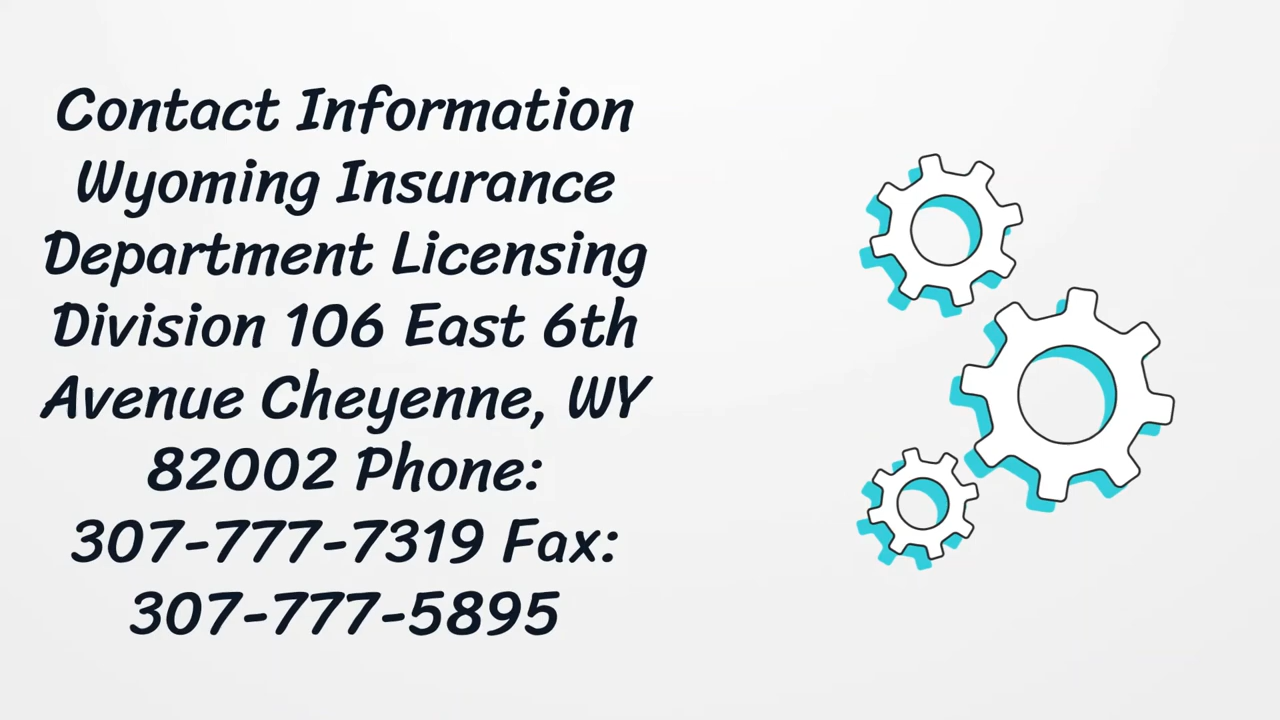 Contact Information
Wyoming Insurance
Department Licensing
Division 106 East 6th
Avenue Cheyenne, WY
82002 Phone:
307-777-7319 Fax:
307-777-5895